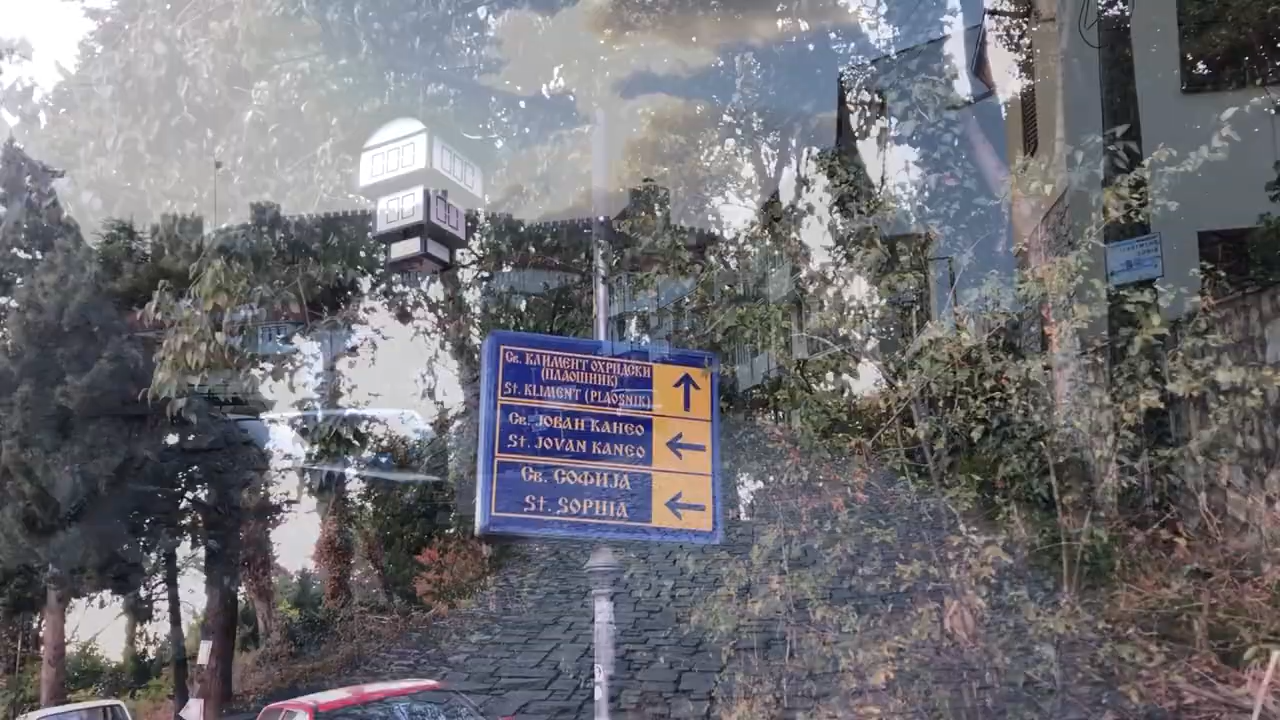 Св. КЛИМЕНТ ОХРИДСКИ
(ПЛАОШНИК)
St. KLIMENT (PLAOSNIK)
Св. ЈОВАН КАНЕО
St. JOVAN KANEO
Св. СОФИЈА
St. SOPHIA